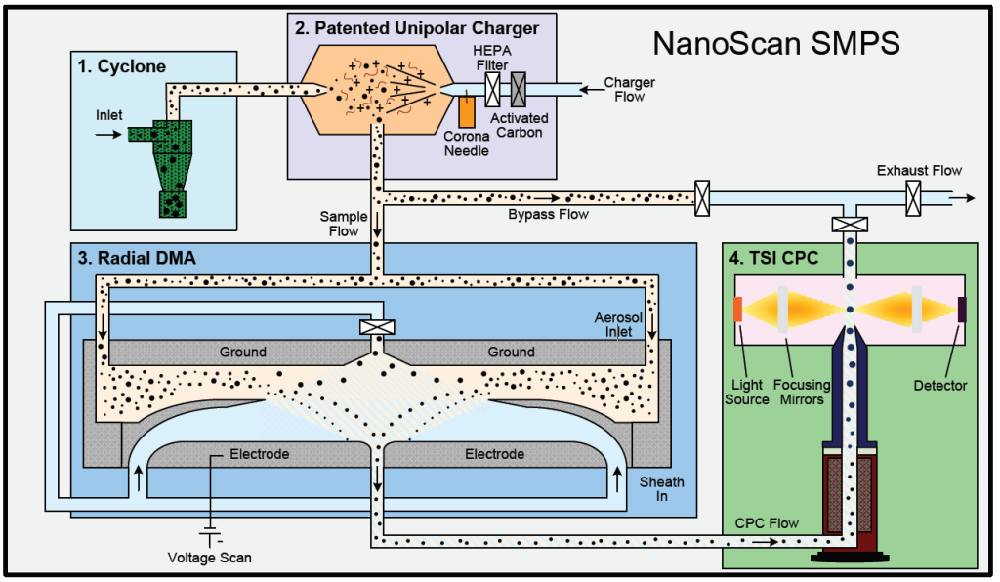 NanoScan SMPS
1. Cyclone
Inlet
2. Patented Unipolar Charger
HEPA
Filter
Charger
Flow
Activated
Carbon
Corona
Needle
Exhaust Flow
Bypass Flow
Sample
Flow
3. Radial DMA
Aerosol
Inlet
Ground
Ground
Electrode
Electrode
Sheath
In
-
Voltage Scan
4. TSI CPC
Light
Source
Focusing
Mirrors
Detector
CPC Flow